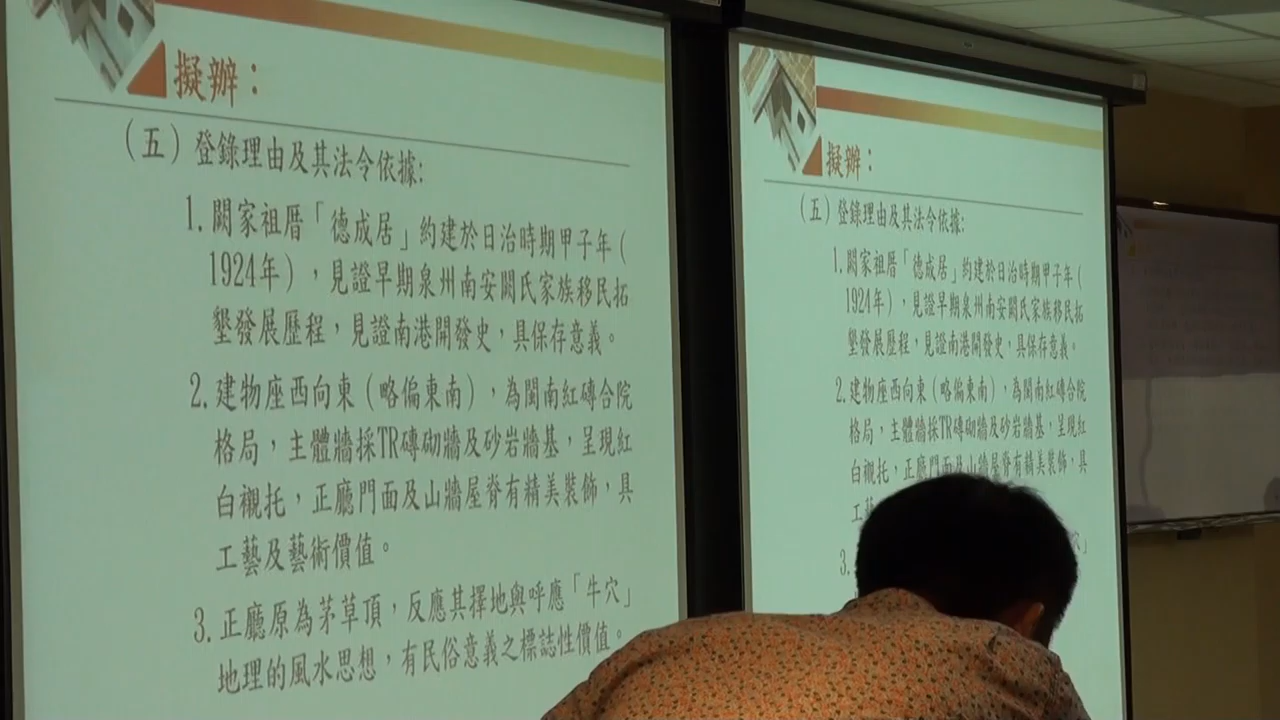 擬辦：
（五）登錄理由及其法令依據:
1. 闕家祖厝「德成居」約建於日治時期甲子年（
1924年），見證早期泉州南安闕氏家族移民拓
墾發展歷程，見證南港開發史，具保存意義。
2. 建物座西向東（略偏東南），為閩南紅磚合院
格局，主體牆採TR磚砌牆及砂岩牆基，呈現紅
白襯托，正廳門面及山牆屋脊有精美裝飾，具
工藝及藝術價值。
3. 正廳原為茅草頂，反應其擇地與呼應「牛穴」
地理的風水思想，有民俗意義之標誌性價值。
擬辦：
（五）登錄理由及其法令依據:
1. 闕家祖厝「德成居」約建於日治時期甲子年（
1924年），見證早期泉州南安闕氏家族移民拓
墾發展歷程，見證南港開發史，具保存意義。
2. 建物座西向東（略偏東南），為閩南紅磚合院
格局，主體牆採TR磚砌牆及砂岩牆基，呈現紅
白襯托，正廳門面及山牆屋脊有精美裝飾，具
工
3.
穴」